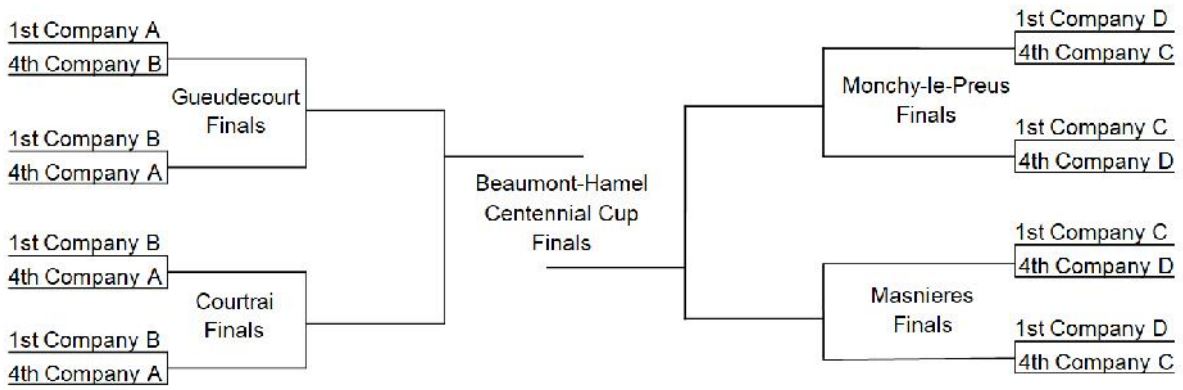 1st Company A
4th Company B
Gueudecourt
Finals
1st Company B
4th Company A
1st Company B
4th Company A
Courtrai
Finals
1st Company B
4th Company A
Beaumont-Hamel
Centennial Cup
Finals
1st Company D
4th Company C
Monchy-le-Preus
Finals
1st Company C
4th Company D
1st Company C
4th Company D
Masnieres
Finals
1st Company D
4th Company C